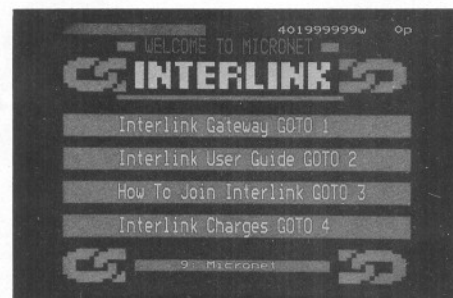 401999999w 0p
WELCOME TO MICRONET
INTERLINK
Interlink Gateway GOTO 1
Interlink User Guide GOTO 2
How To Join Interlink GOTO 3
Interlink Charges GOTO 4
9: Micronet